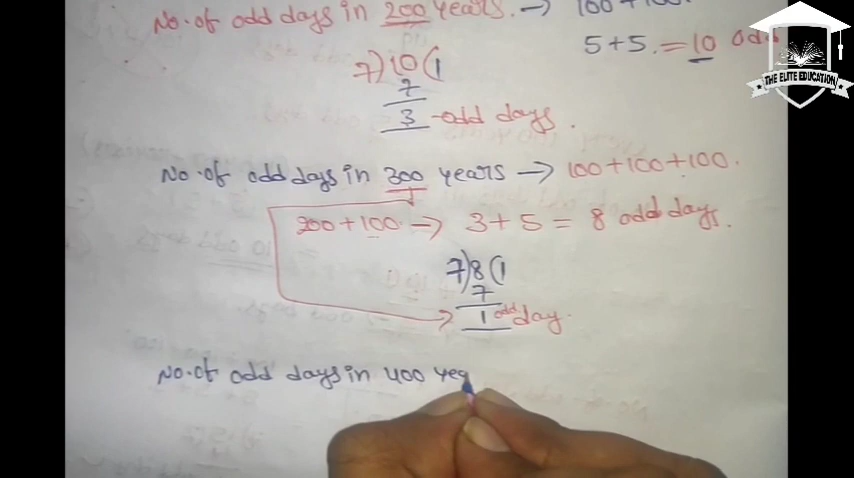 No. of odd days in 200 years. → 100 + 100.
5 + 5. = 10 odd
7) 10 (1
7
3 - odd days.
No. of odd days in 300 years → 100 + 100 + 100.
200 + 100 → 3 + 5 = 8 odd days.
7) 8 (1
7
1 odd day.
No. of odd days in 400 yea
THE ELITE EDUCATION